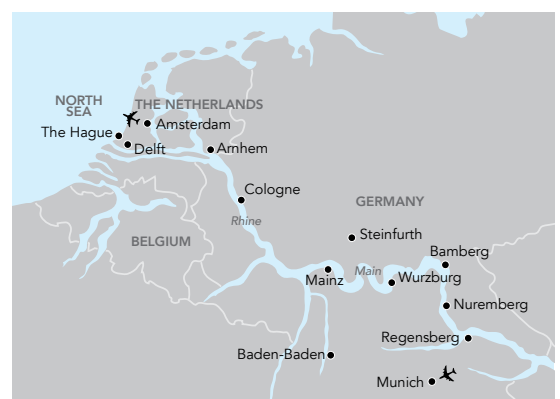 NORTH
SEA
THE NETHERLANDS
Amsterdam
The Hague
Delft
Arnhem
Cologne
GERMANY
Rhine
Steinfurth
BELGIUM
Bamberg
Main
Mainz
Wurzburg
Nuremberg
Regensberg
Baden-Baden
Munich